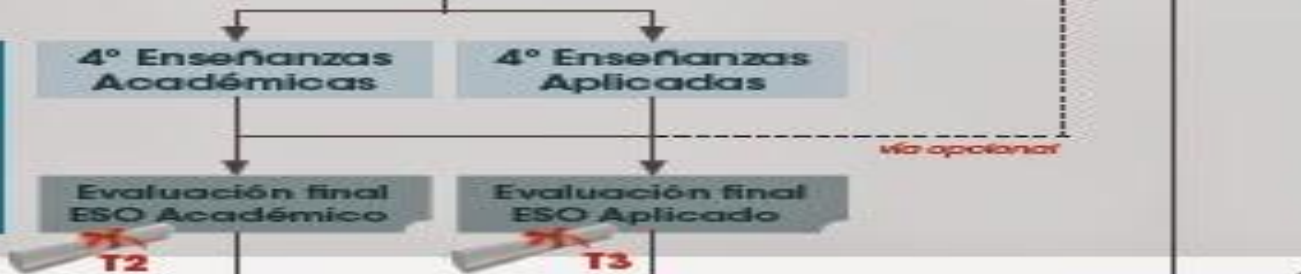 4º Enseñanzas
Académicas
4º Enseñanzas
Aplicadas
vía opcional
Evaluación final
ESO Académico
Evaluación final
ESO Aplicado
T2
T3